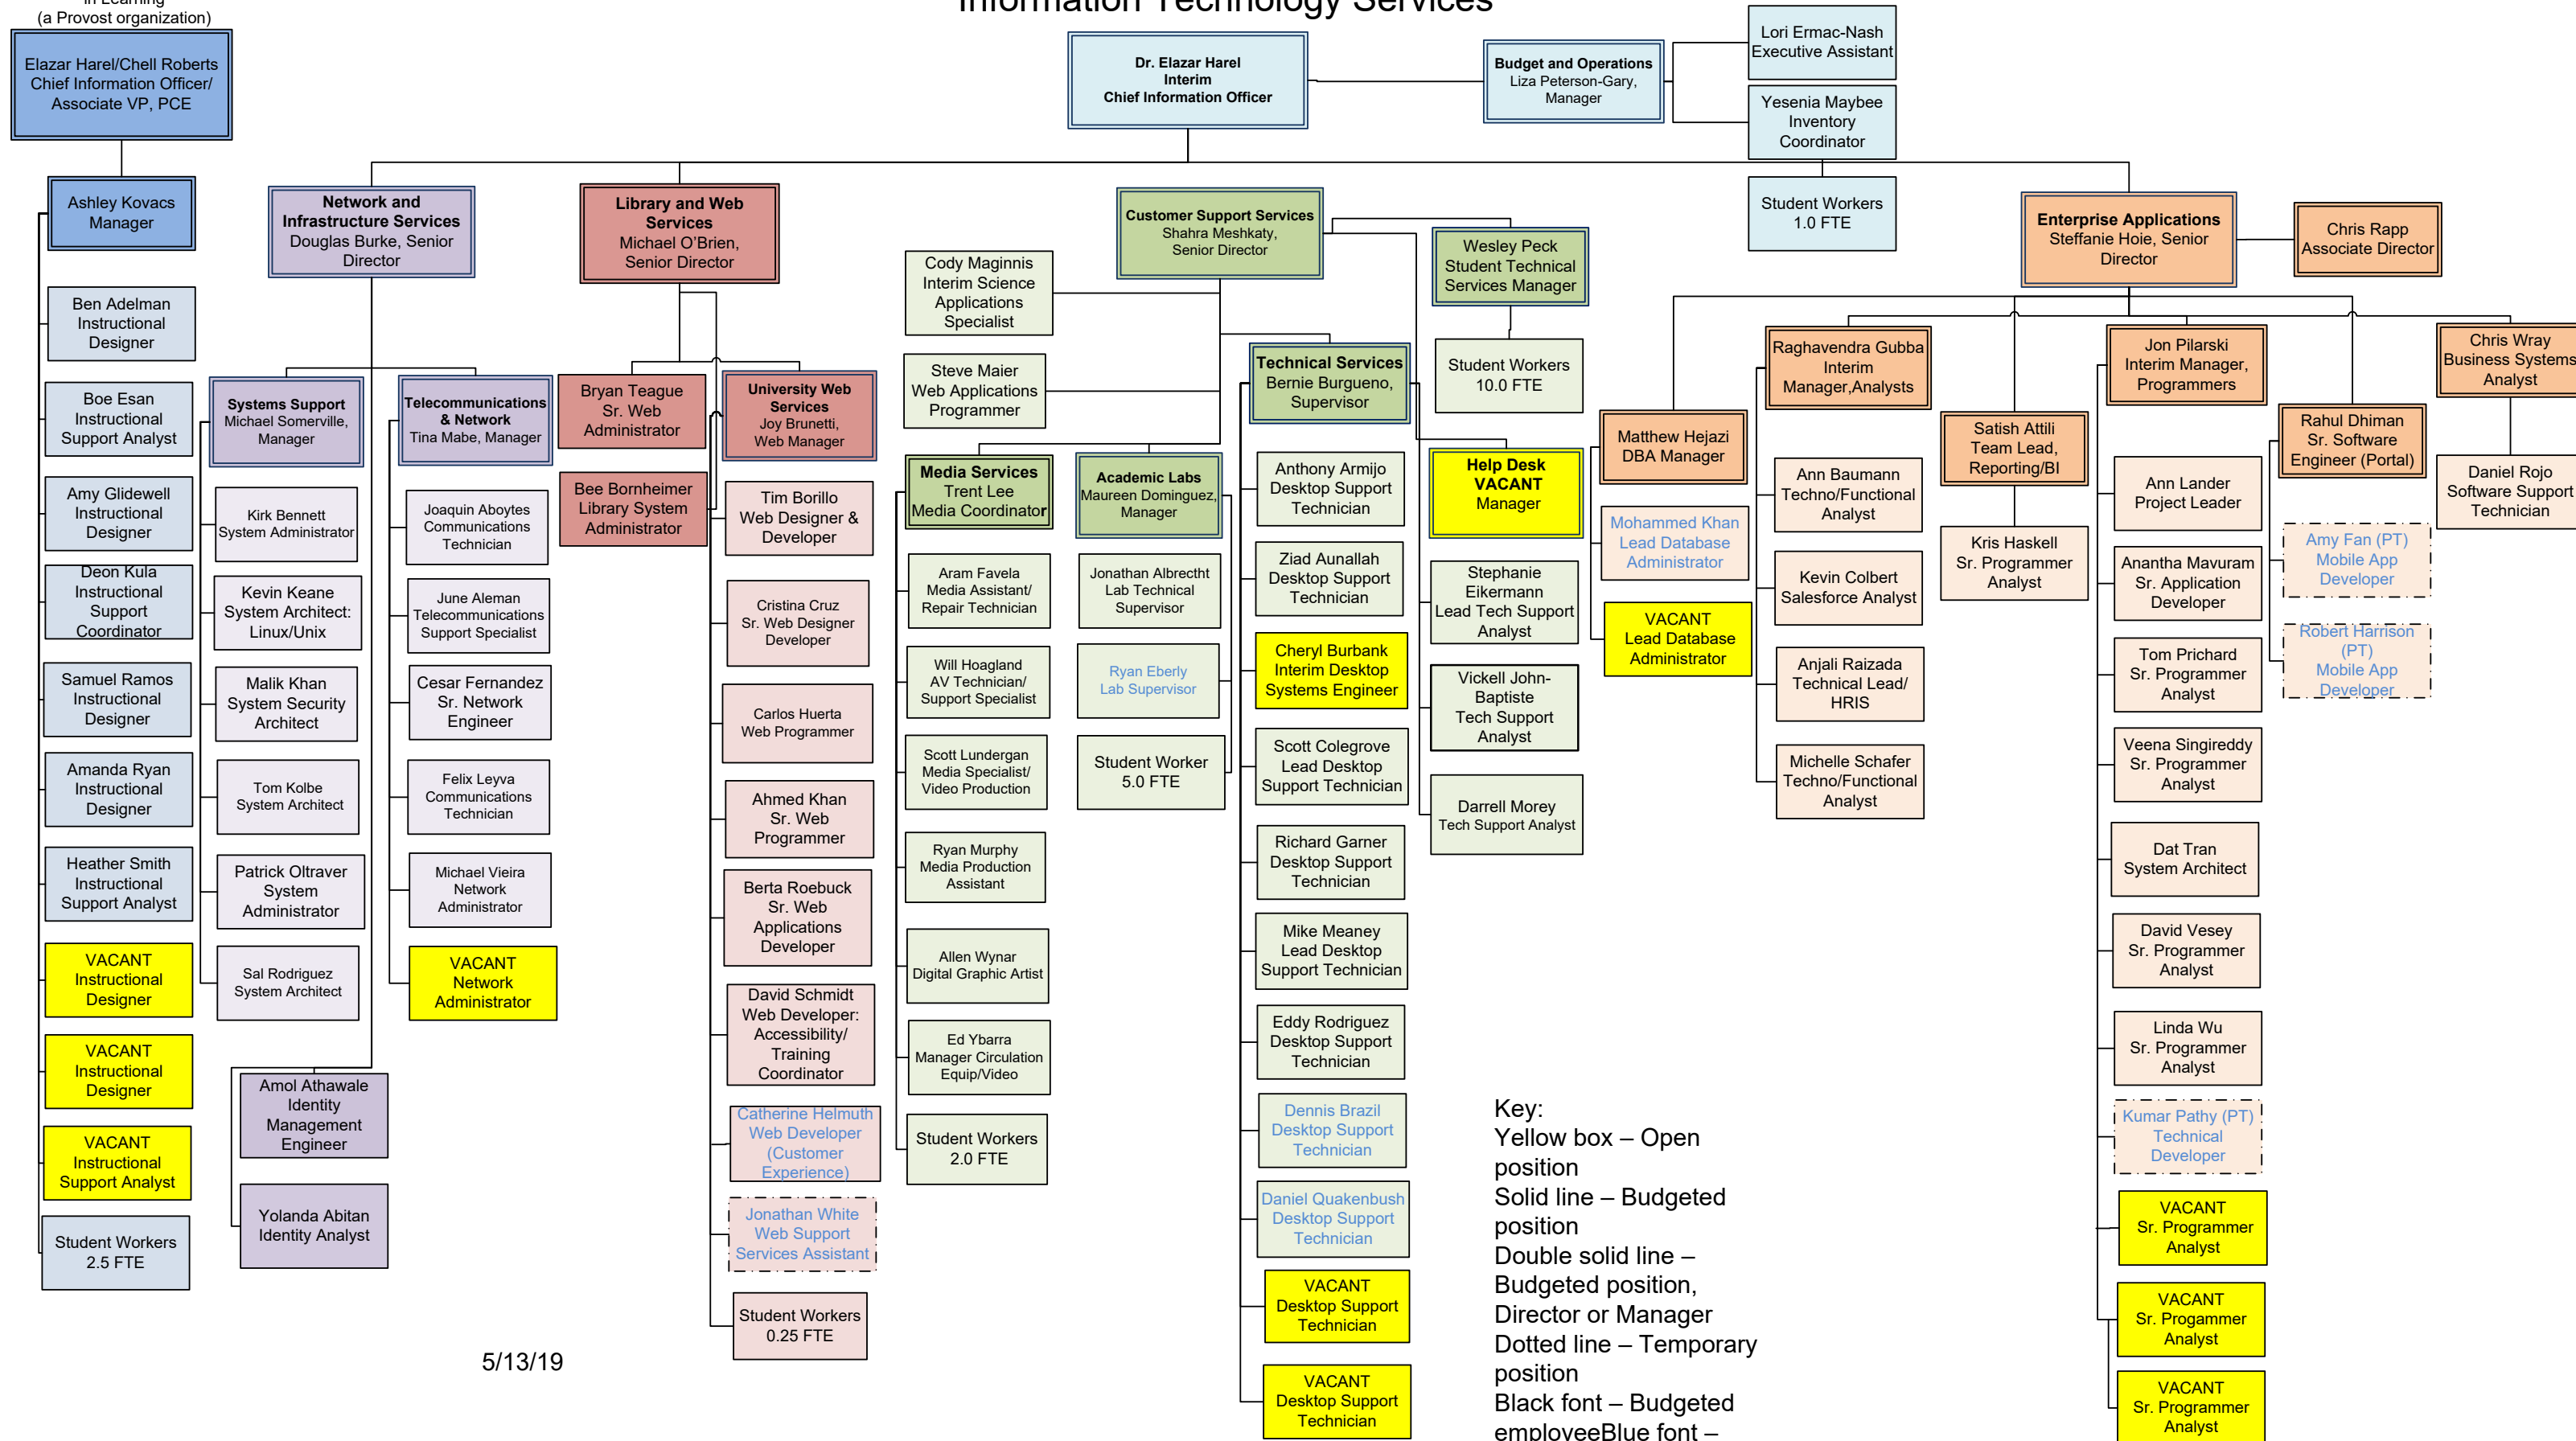 in Learning
(a Provost organization)
Information Technology Services
Elazar Harel/Chell Roberts
Chief Information Officer/
Associate VP, PCE
Dr. Elazar Harel
Interim
Chief Information Officer
Budget and Operations
Liza Peterson-Gary,
Manager
Lori Ermac-Nash
Executive Assistant
Yesenia Maybee
Inventory
Coordinator
Student Workers
1.0 FTE
Ashley Kovacs
Manager
Ben Adelman
Instructional
Designer
Boe Esan
Instructional
Support Analyst
Amy Glidewell
Instructional
Designer
Deon Kula
Instructional
Support
Coordinator
Samuel Ramos
Instructional
Designer
Amanda Ryan
Instructional
Designer
Heather Smith
Instructional
Support Analyst
VACANT
Instructional
Designer
VACANT
Instructional
Designer
VACANT
Instructional
Support Analyst
Student Workers
2.5 FTE
Network and
Infrastructure Services
Douglas Burke, Senior
Director
Systems Support
Michael Somerville,
Manager
Kirk Bennett
System Administrator
Kevin Keane
System Architect:
Linux/Unix
Malik Khan
System Security
Architect
Tom Kolbe
System Architect
Patrick Oltraver
System
Administrator
Sal Rodriguez
System Architect
Amol Athawale
Identity
Management
Engineer
Yolanda Abitan
Identity Analyst
Telecommunications
& Network
Tina Mabe, Manager
Joaquin Aboytes
Communications
Technician
June Aleman
Telecommunications
Support Specialist
Cesar Fernandez
Sr. Network
Engineer
Felix Leyva
Communications
Technician
Michael Vieira
Network
Administrator
VACANT
Network
Administrator
Library and Web
Services
Michael O’Brien,
Senior Director
Bryan Teague
Sr. Web
Administrator
Bee Bornheimer
Library System
Administrator
University Web
Services
Joy Brunetti,
Web Manager
Tim Borillo
Web Designer &
Developer
Cristina Cruz
Sr. Web Designer
Developer
Carlos Huerta
Web Programmer
Ahmed Khan
Sr. Web
Programmer
Berta Roebuck
Sr. Web
Applications
Developer
David Schmidt
Web Developer:
Accessibility/
Training
Coordinator
Catherine Helmuth
Web Developer
(Customer
Experience)
Jonathan White
Web Support
Services Assistant
Student Workers
0.25 FTE
Customer Support Services
Shahra Meshkaty,
Senior Director
Cody Maginnis
Interim Science
Applications
Specialist
Steve Maier
Web Applications
Programmer
Media Services
Trent Lee
Media Coordinator
Aram Favela
Media Assistant/
Repair Technician
Will Hoagland
AV Technician/
Support Specialist
Scott Lundergan
Media Specialist/
Video Production
Ryan Murphy
Media Production
Assistant
Allen Wynar
Digital Graphic Artist
Ed Ybarra
Manager Circulation
Equip/Video
Student Workers
2.0 FTE
Academic Labs
Maureen Dominguez,
Manager
Jonathan Albrectht
Lab Technical
Supervisor
Ryan Eberly
Lab Supervisor
Student Worker
5.0 FTE
Technical Services
Bernie Burgueno,
Supervisor
Anthony Armijo
Desktop Support
Technician
Ziad Aunallah
Desktop Support
Technician
Cheryl Burbank
Interim Desktop
Systems Engineer
Scott Colegrove
Lead Desktop
Support Technician
Richard Garner
Desktop Support
Technician
Mike Meaney
Lead Desktop
Support Technician
Eddy Rodriguez
Desktop Support
Technician
Dennis Brazil
Desktop Support
Technician
Daniel Quakenbush
Desktop Support
Technician
VACANT
Desktop Support
Technician
VACANT
Desktop Support
Technician
Wesley Peck
Student Technical
Services Manager
Student Workers
10.0 FTE
Help Desk
VACANT
Manager
Stephanie
Eikermann
Lead Tech Support
Analyst
Vickell John-
Baptiste
Tech Support
Analyst
Darrell Morey
Tech Support Analyst
Enterprise Applications
Steffanie Hoie, Senior
Director
Chris Rapp
Associate Director
Matthew Hejazi
DBA Manager
Mohammed Khan
Lead Database
Administrator
VACANT
Lead Database
Administrator
Raghavendra Gubba
Interim
Manager,Analysts
Ann Baumann
Techno/Functional
Analyst
Kevin Colbert
Salesforce Analyst
Anjali Raizada
Technical Lead/
HRIS
Michelle Schafer
Techno/Functional
Analyst
Satish Attili
Team Lead,
Reporting/BI
Kris Haskell
Sr. Programmer
Analyst
Jon Pilarski
Interim Manager,
Programmers
Ann Lander
Project Leader
Anantha Mavuram
Sr. Application
Developer
Tom Prichard
Sr. Programmer
Analyst
Veena Singireddy
Sr. Programmer
Analyst
Dat Tran
System Architect
David Vesey
Sr. Programmer
Analyst
Linda Wu
Sr. Programmer
Analyst
Kumar Pathy (PT)
Technical
Developer
VACANT
Sr. Programmer
Analyst
VACANT
Sr. Progammer
Analyst
VACANT
Sr. Programmer
Analyst
Rahul Dhiman
Sr. Software
Engineer (Portal)
Amy Fan (PT)
Mobile App
Developer
Robert Harrison
(PT)
Mobile App
Developer
Chris Wray
Business Systems
Analyst
Daniel Rojo
Software Support
Technician
Key:
Yellow box – Open
position
Solid line – Budgeted
position
Double solid line –
Budgeted position,
Director or Manager
Dotted line – Temporary
position
Black font – Budgeted
employeeBlue font –
5/13/19